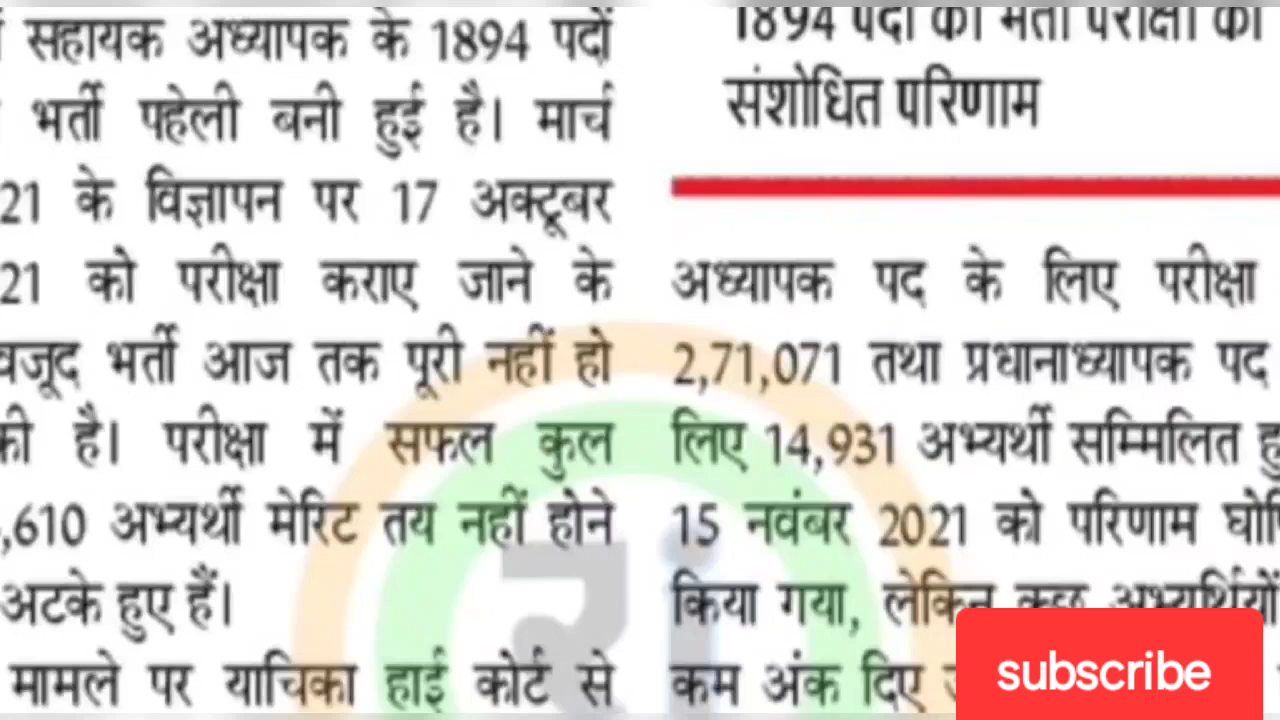 सहायक अध्यापक के 1894 पदों
भर्ती पहेली बनी हुई है। मार्च
21 के विज्ञापन पर 17 अक्टूबर
21 को परीक्षा कराए जाने के
वजूद भर्ती आज तक पूरी नहीं हो
की है। परीक्षा में सफल कुल
,610 अभ्यर्थी मेरिट तय नहीं होने
अटके हुए हैं।
मामले पर याचिका हाई कोर्ट से
1894 पदों की भर्ती परीक्षा का
संशोधित परिणाम
अध्यापक पद के लिए परीक्षा
2,71,071 तथा प्रधानाध्यापक पद
लिए 14,931 अभ्यर्थी सम्मिलित हु
15 नवंबर 2021 को परिणाम घोषि
किया गया, लेकिन कुछ अभ्यर्थियों
कम अंक दिए
रा
subscribe